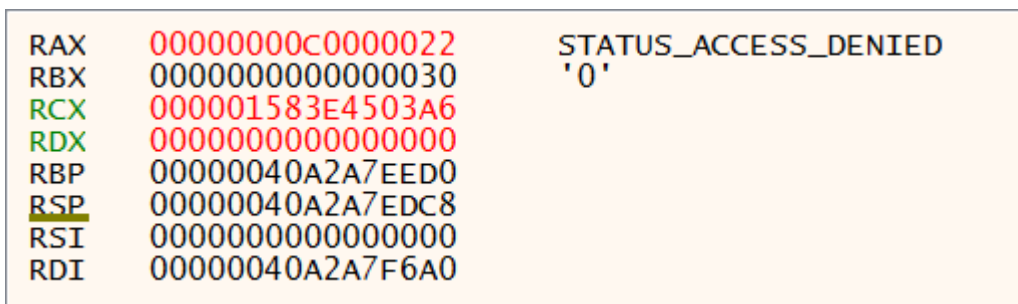 RAX 00000000C0000022 STATUS_ACCESS_DENIED
RBX 0000000000000030 '0'
RCX 000001583E4503A6
RDX 0000000000000000
RBP 00000040A2A7EED0
RSP 00000040A2A7EDC8
RSI 0000000000000000
RDI 00000040A2A7F6A0